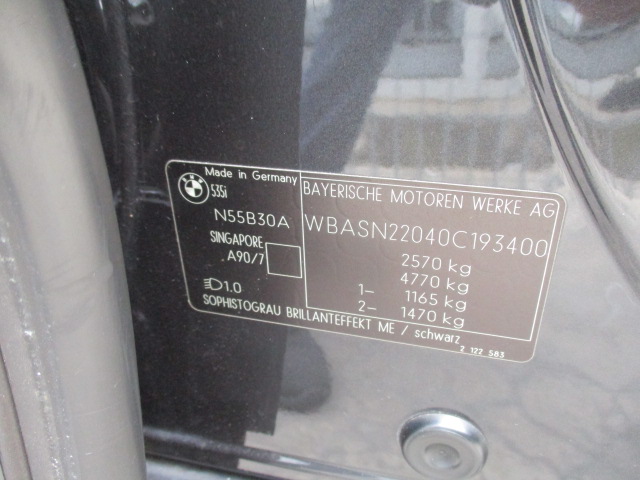 BMW
Made in Germany
535i
N55B30A
SINGAPORE
A90/7
1.0
SOPHISTOGRAU BRILLANTEFFEKT ME / schwarz
BAYERISCHE MOTOREN WERKE AG
WBASN22040C193400
2570 kg
4770 kg
1– 1165 kg
2– 1470 kg
2 122 583